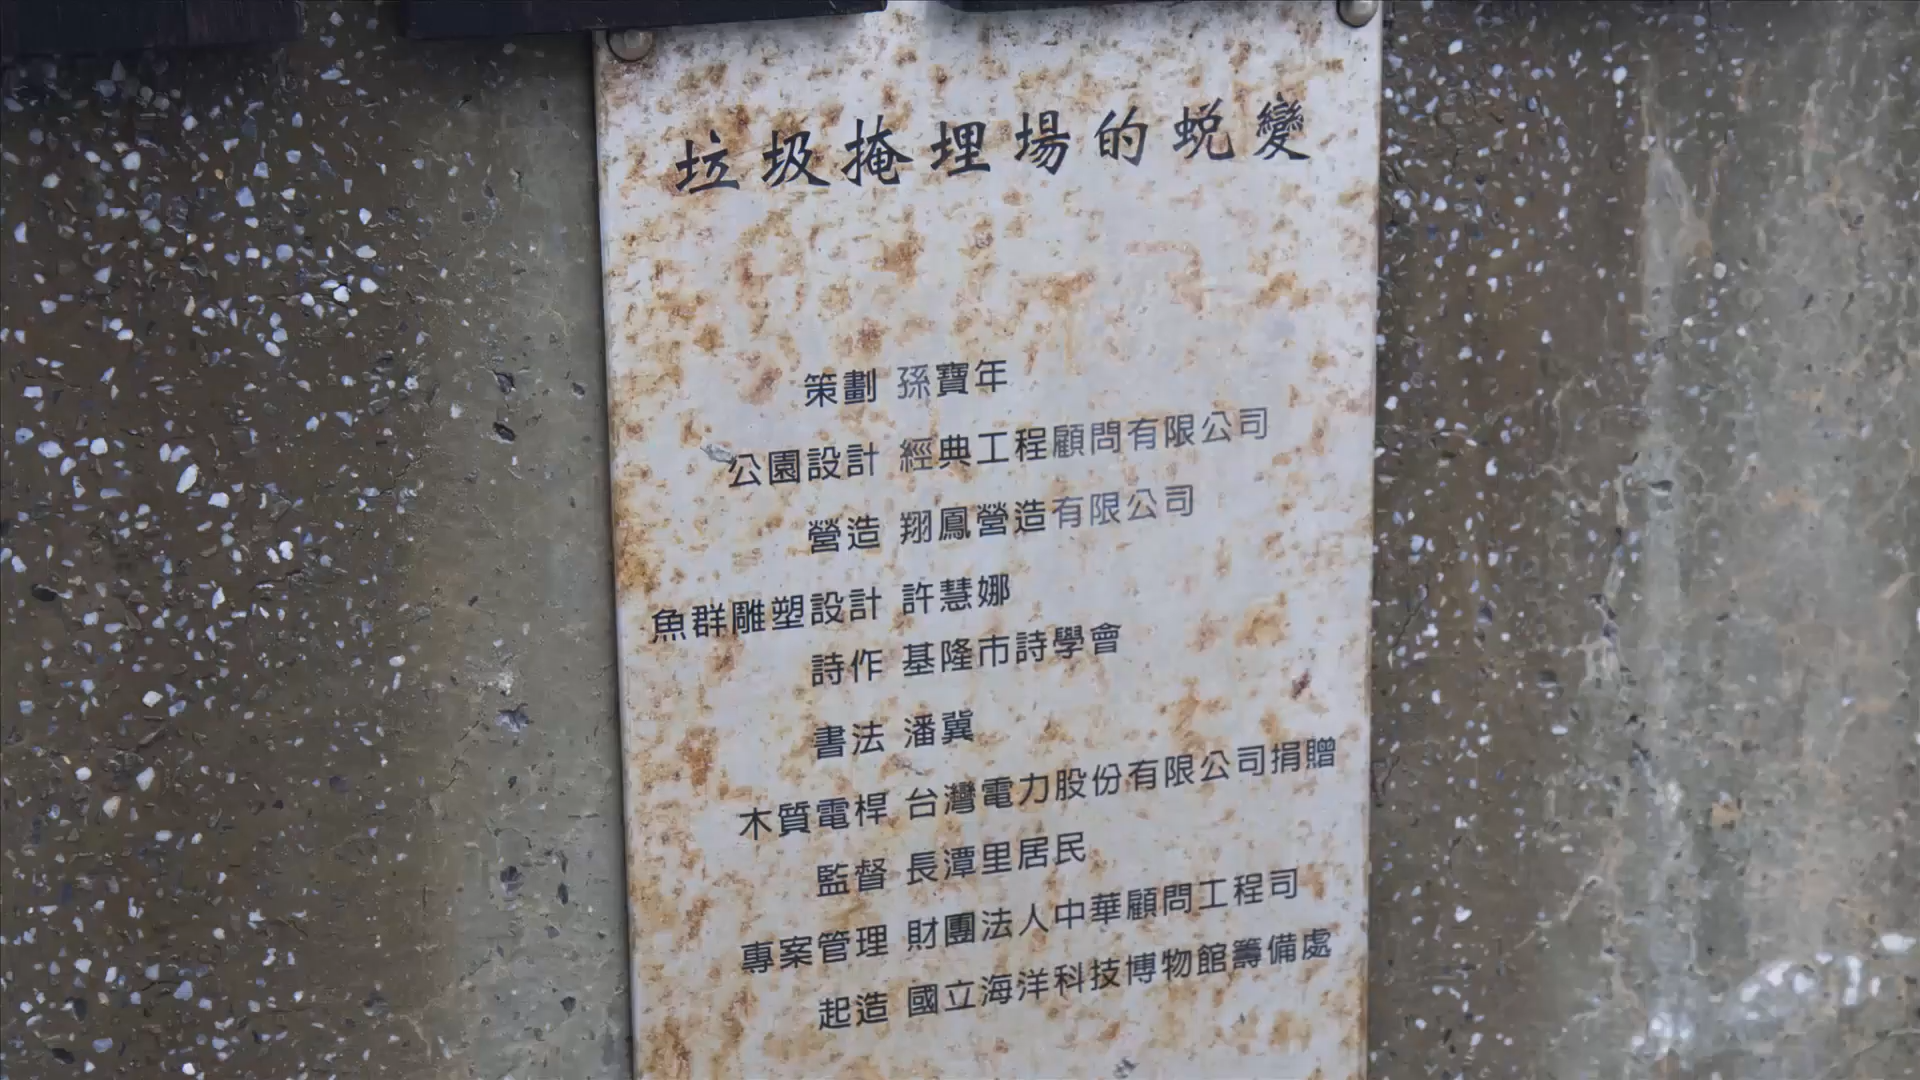 垃圾掩埋場的蛻變
策劃 孫寶年
公園設計 經典工程顧問有限公司
營造 翔鳳營造有限公司
魚群雕塑設計 許慧娜
詩作 基隆市詩學會
書法 潘冀
木質電桿 台灣電力股份有限公司捐贈
監督 長潭里居民
專案管理 財團法人中華顧問工程司
起造 國立海洋科技博物館籌備處